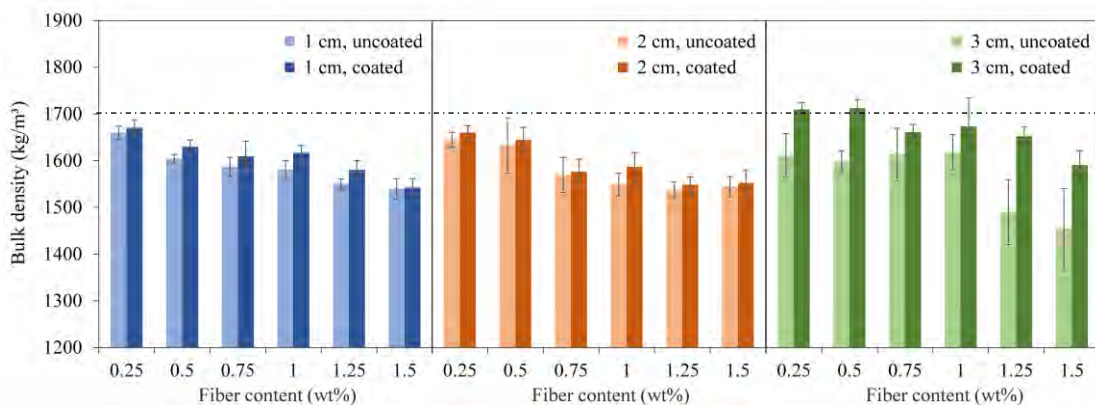 Bulk density (kg/m³)
1900
1800
1700
1600
1500
1400
1300
1200
1 cm, uncoated
1 cm, coated
2 cm, uncoated
2 cm, coated
3 cm, uncoated
3 cm, coated
0.25 0.5 0.75 1 1.25 1.5 0.25 0.5 0.75 1 1.25 1.5 0.25 0.5 0.75 1 1.25 1.5
Fiber content (wt%) Fiber content (wt%) Fiber content (wt%)